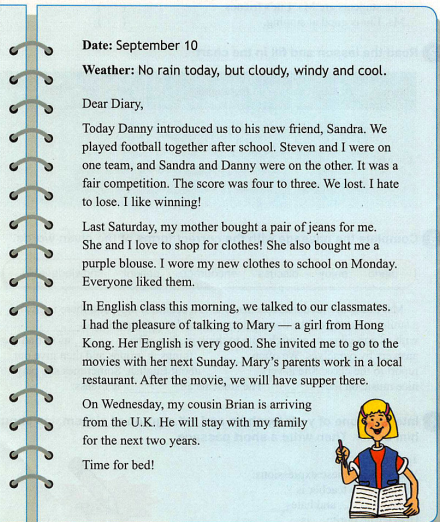 Date: September 10
Weather: No rain today, but cloudy, windy and cool.
Dear Diary,
Today Danny introduced us to his new friend, Sandra. We
played football together after school. Steven and I were on
one team, and Sandra and Danny were on the other. It was a
fair competition. The score was four to three. We lost. I hate
to lose. I like winning!
Last Saturday, my mother bought a pair of jeans for me.
She and I love to shop for clothes! She also bought me a
purple blouse. I wore my new clothes to school on Monday.
Everyone liked them.
In English class this morning, we talked to our classmates.
I had the pleasure of talking to Mary — a girl from Hong
Kong. Her English is very good. She invited me to go to the
movies with her next Sunday. Mary's parents work in a local
restaurant. After the movie, we will have supper there.
On Wednesday, my cousin Brian is arriving
from the U.K. He will stay with my family
for the next two years.
Time for bed!